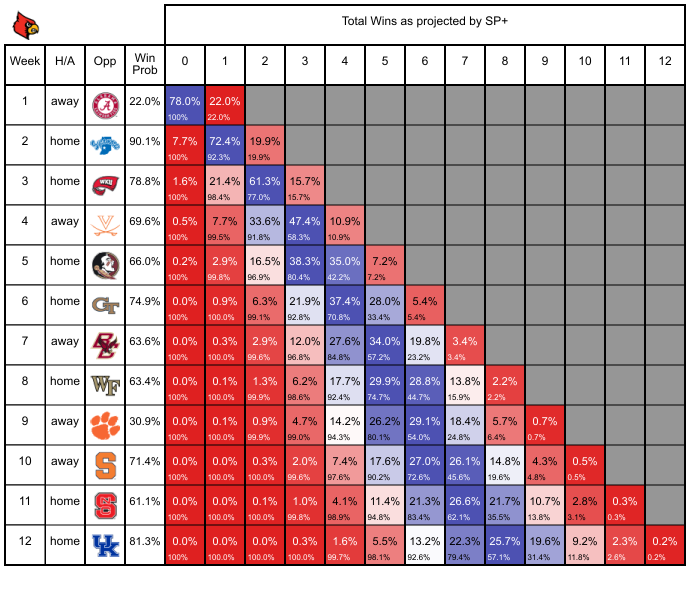 Total Wins as projected by SP+
Week H/A Opp Win Prob 0 1 2 3 4 5 6 7 8 9 10 11 12
1 away A 22.0% 78.0% 22.0%
100% 22.0%
2 home 90.1% 7.7% 72.4% 19.9%
100% 92.3% 19.9%
3 home WKU 78.8% 1.6% 21.4% 61.3% 15.7%
100% 98.4% 77.0% 15.7%
4 away V 69.6% 0.5% 7.7% 33.6% 47.4% 10.9%
100% 99.5% 91.8% 58.3% 10.9%
5 home 66.0% 0.2% 2.9% 16.5% 38.3% 35.0% 7.2%
100% 99.8% 96.9% 80.4% 42.2% 7.2%
6 home GT 74.9% 0.0% 0.9% 6.3% 21.9% 37.4% 28.0% 5.4%
100% 100.0% 99.1% 92.8% 70.8% 33.4% 5.4%
7 away BC 63.6% 0.0% 0.3% 2.9% 12.0% 27.6% 34.0% 19.8% 3.4%
100% 100.0% 99.6% 96.8% 84.8% 57.2% 23.2% 3.4%
8 home WF 63.4% 0.0% 0.1% 1.3% 6.2% 17.7% 29.9% 28.8% 13.8% 2.2%
100% 100.0% 99.9% 98.6% 92.4% 74.7% 44.7% 15.9% 2.2%
9 away 30.9% 0.0% 0.1% 0.9% 4.7% 14.2% 26.2% 29.1% 18.4% 5.7% 0.7%
100% 100.0% 99.9% 99.0% 94.3% 80.1% 54.0% 24.8% 6.4% 0.7%
10 away S 71.4% 0.0% 0.0% 0.3% 2.0% 7.4% 17.6% 27.0% 26.1% 14.8% 4.3% 0.5%
100% 100.0% 100.0% 99.6% 97.6% 90.2% 72.6% 45.6% 19.6% 4.8% 0.5%
11 home NCS 61.1% 0.0% 0.0% 0.1% 1.0% 4.1% 11.4% 21.3% 26.6% 21.7% 10.7% 2.8% 0.3%
100% 100.0% 100.0% 99.8% 98.9% 94.8% 83.4% 62.1% 35.5% 13.8% 3.1% 0.3%
12 home UK 81.3% 0.0% 0.0% 0.0% 0.3% 1.6% 5.5% 13.2% 22.3% 25.7% 19.6% 9.2% 2.3% 0.2%
100% 100.0% 100.0% 100.0% 99.7% 98.1% 92.6% 79.4% 57.1% 31.4% 11.8% 2.6% 0.2%